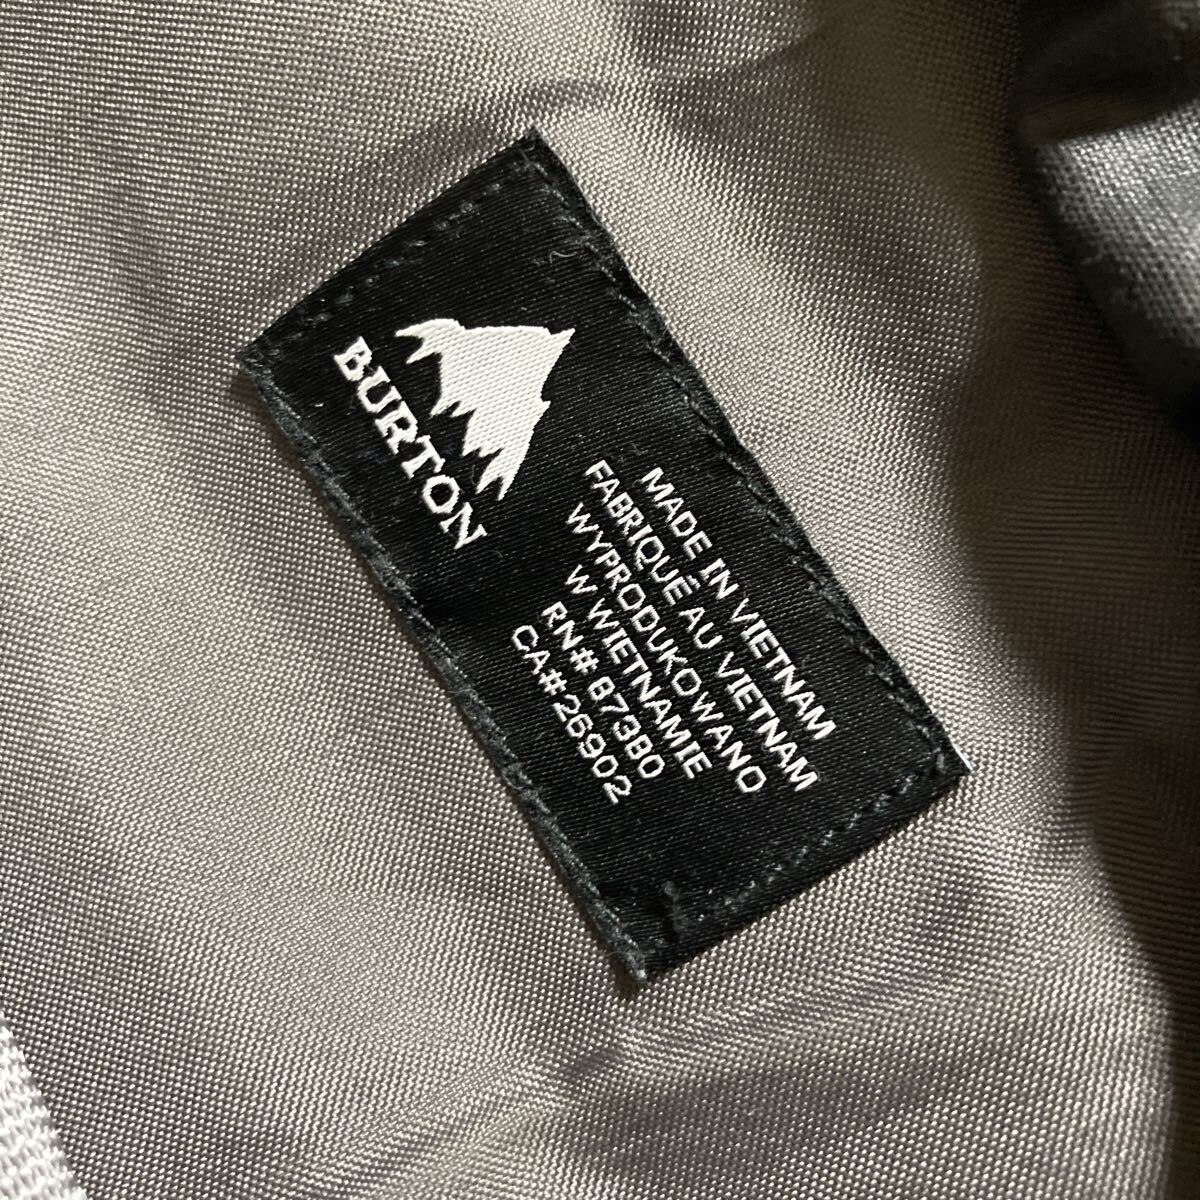 BURTON
MADE IN VIETNAM
FABRIQUÉ AU VIETNAM
WYPRODUKOWANO
W WIETNAMIE
RN# 87380
CA#26902